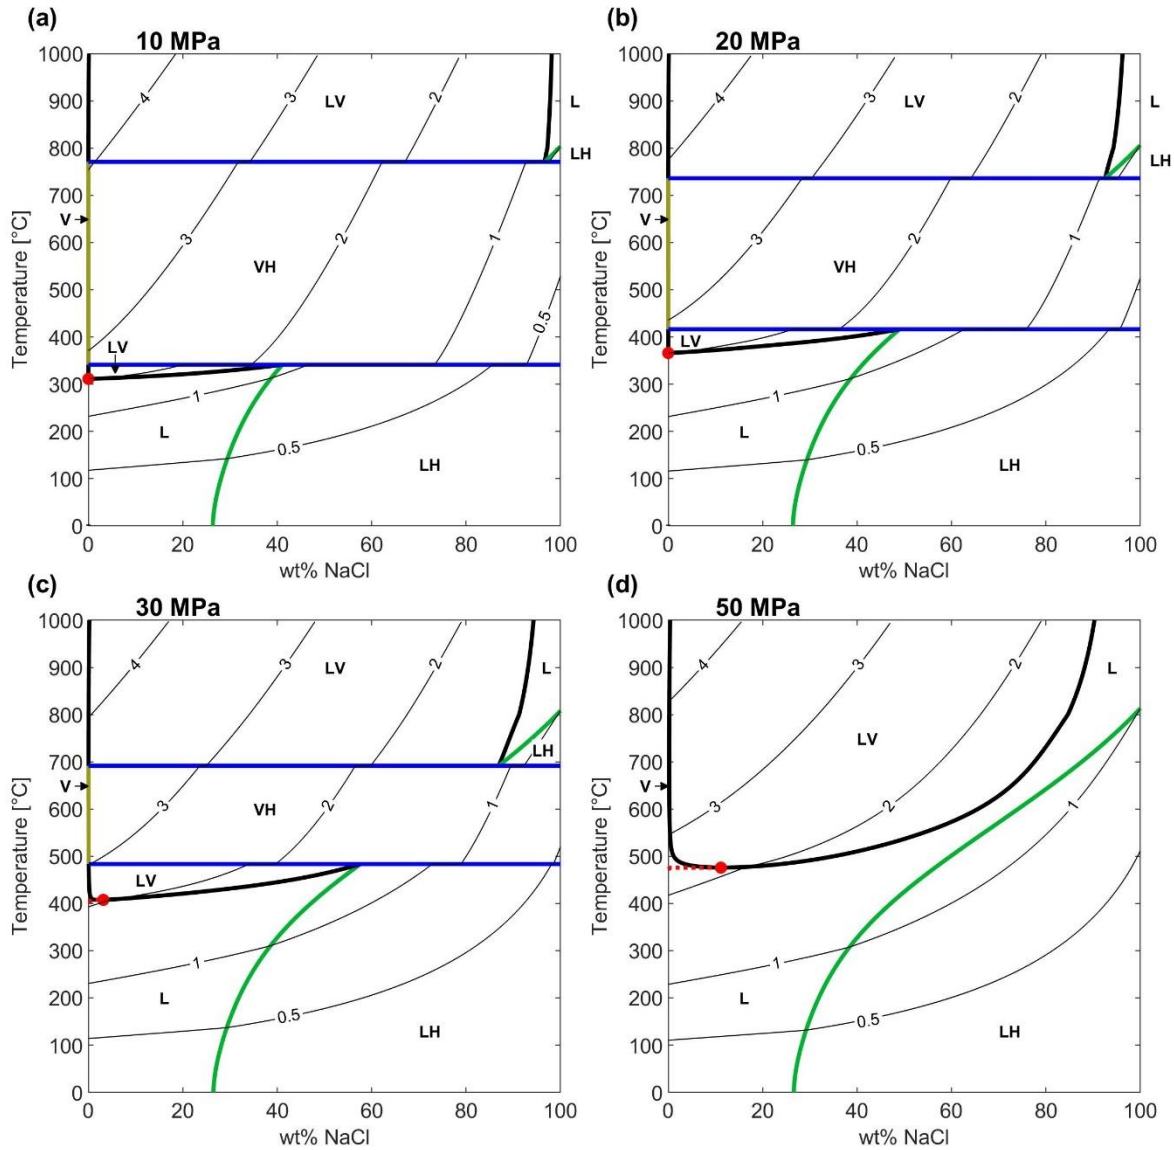 (a)
10 MPa
1000
900
800
700
600
500
400
300
200
100
0
Temperature [°C]
0 20 40 60 80 100
wt% NaCl
4
3
LV
2
L
LH
V
3
2
1
VH
0.5
LV
1
L
0.5
LH
(b)
20 MPa
1000
900
800
700
600
500
400
300
200
100
0
Temperature [°C]
0 20 40 60 80 100
wt% NaCl
4
3
LV
2
L
LH
V
3
2
1
VH
LV
1
L
0.5
LH
(c)
30 MPa
1000
900
800
700
600
500
400
300
200
100
0
Temperature [°C]
0 20 40 60 80 100
wt% NaCl
4
3
LV
2
L
LH
V
3
VH
2
1
LV
1
L
0.5
LH
(d)
50 MPa
1000
900
800
700
600
500
400
300
200
100
0
Temperature [°C]
0 20 40 60 80 100
wt% NaCl
4
3
2
L
LV
V
3
2
1
1
L
0.5
LH